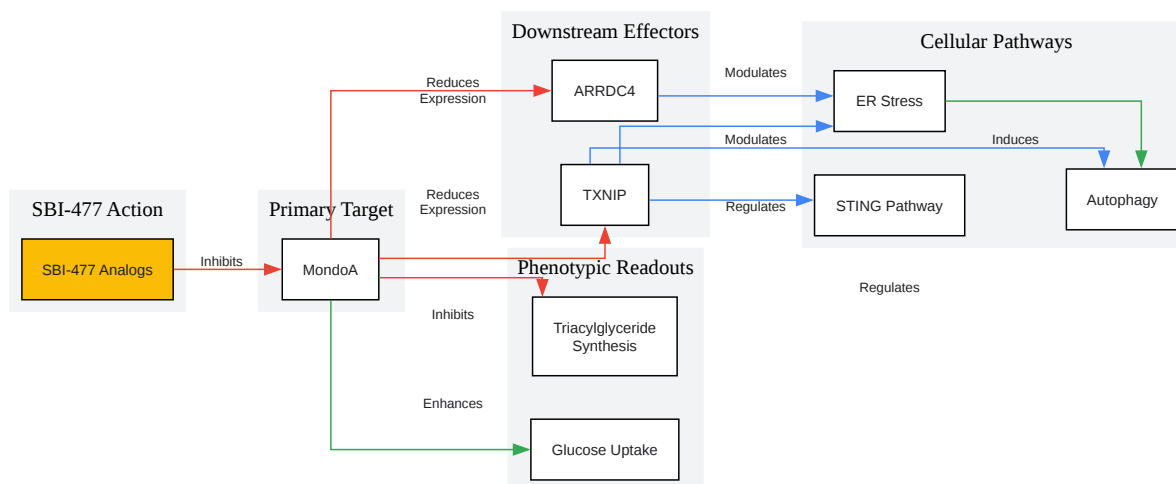 Downstream Effectors
Cellular Pathways
Reduces
Expression
ARRDC4
Modulates
ER Stress
Modulates
Induces
SBI-477 Action
Primary Target
Reduces
Expression
TXNIP
Regulates
STING Pathway
Autophagy
SBI-477 Analogs
Inhibits
MondoA
Phenotypic Readouts
Regulates
Inhibits
Triacylglyceride
Synthesis
Enhances
Glucose Uptake